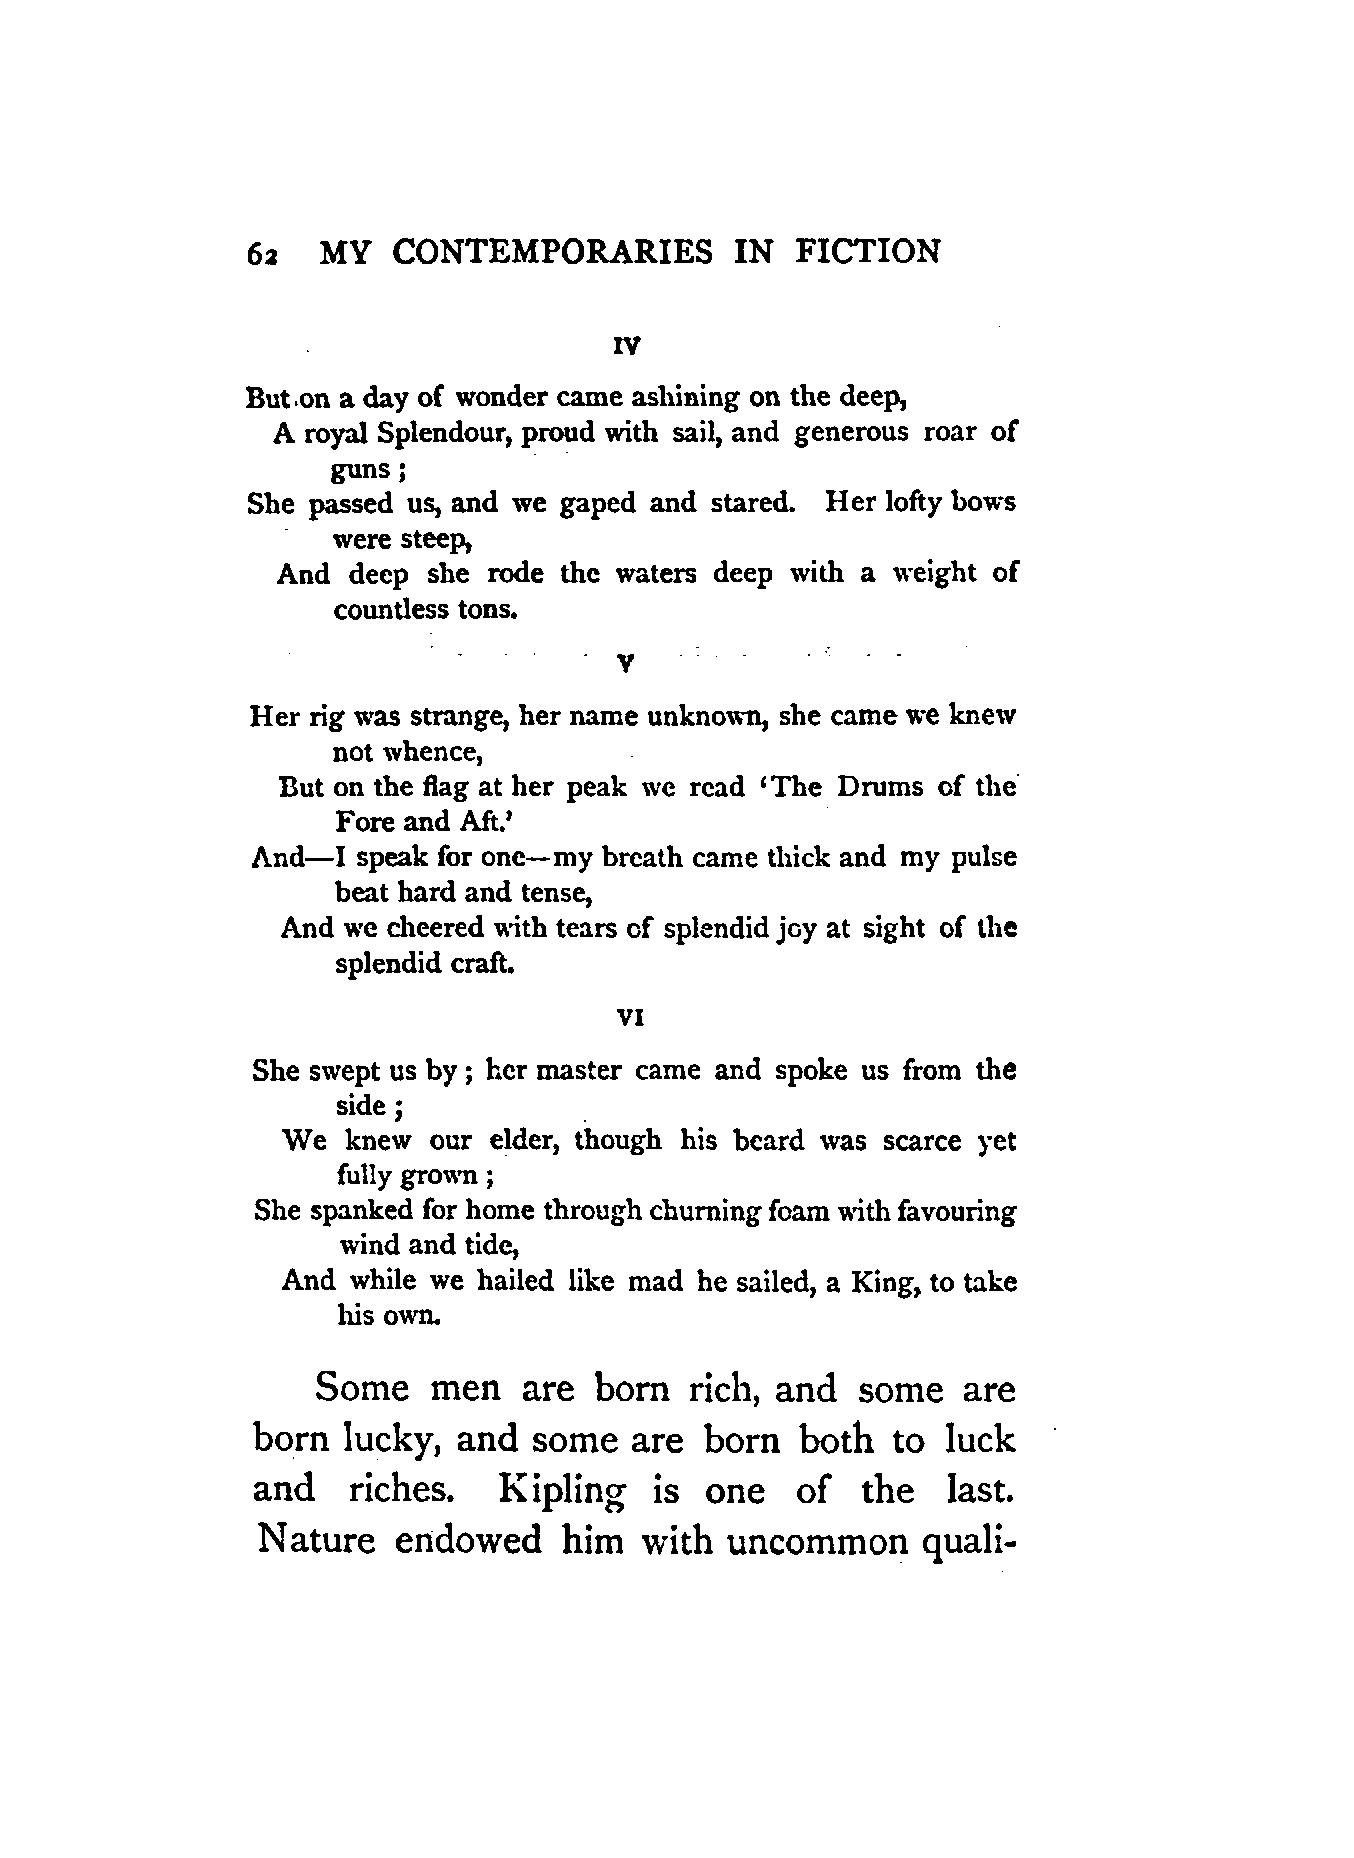 62 MY CONTEMPORARIES IN FICTION
IV
But on a day of wonder came ashining on the deep,
A royal Splendour, proud with sail, and generous roar of
guns ;
She passed us, and we gaped and stared. Her lofty bows
were steep,
And deep she rode the waters deep with a weight of
countless tons.
V
Her rig was strange, her name unknown, she came we knew
not whence,
But on the flag at her peak we read ‘The Drums of the
Fore and Aft.’
And—I speak for one—my breath came thick and my pulse
beat hard and tense,
And we cheered with tears of splendid joy at sight of the
splendid craft.
VI
She swept us by ; her master came and spoke us from the
side ;
We knew our elder, though his beard was scarce yet
fully grown ;
She spanked for home through churning foam with favouring
wind and tide,
And while we hailed like mad he sailed, a King, to take
his own.
Some men are born rich, and some are
born lucky, and some are born both to luck
and riches. Kipling is one of the last.
Nature endowed him with uncommon quali-